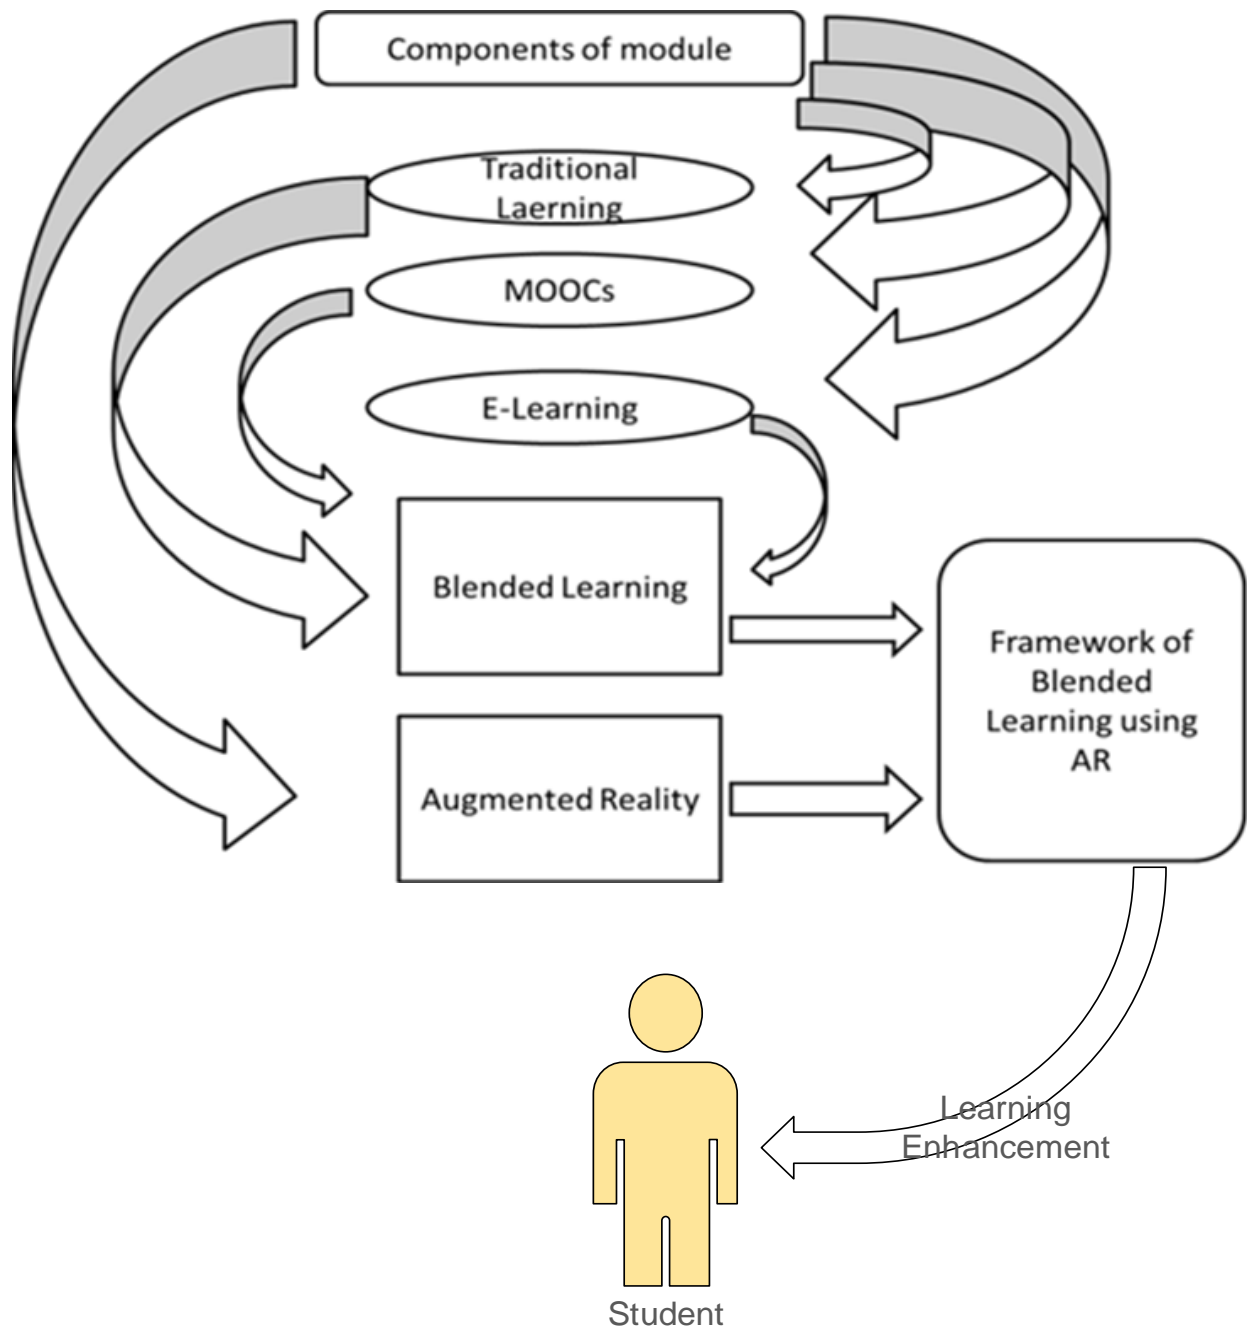 Components of module
Traditional
Laerning
MOOCs
E-Learning
Blended Learning
Framework of
Blended
Learning using
AR
Augmented Reality
Learning
Enhancement
Student